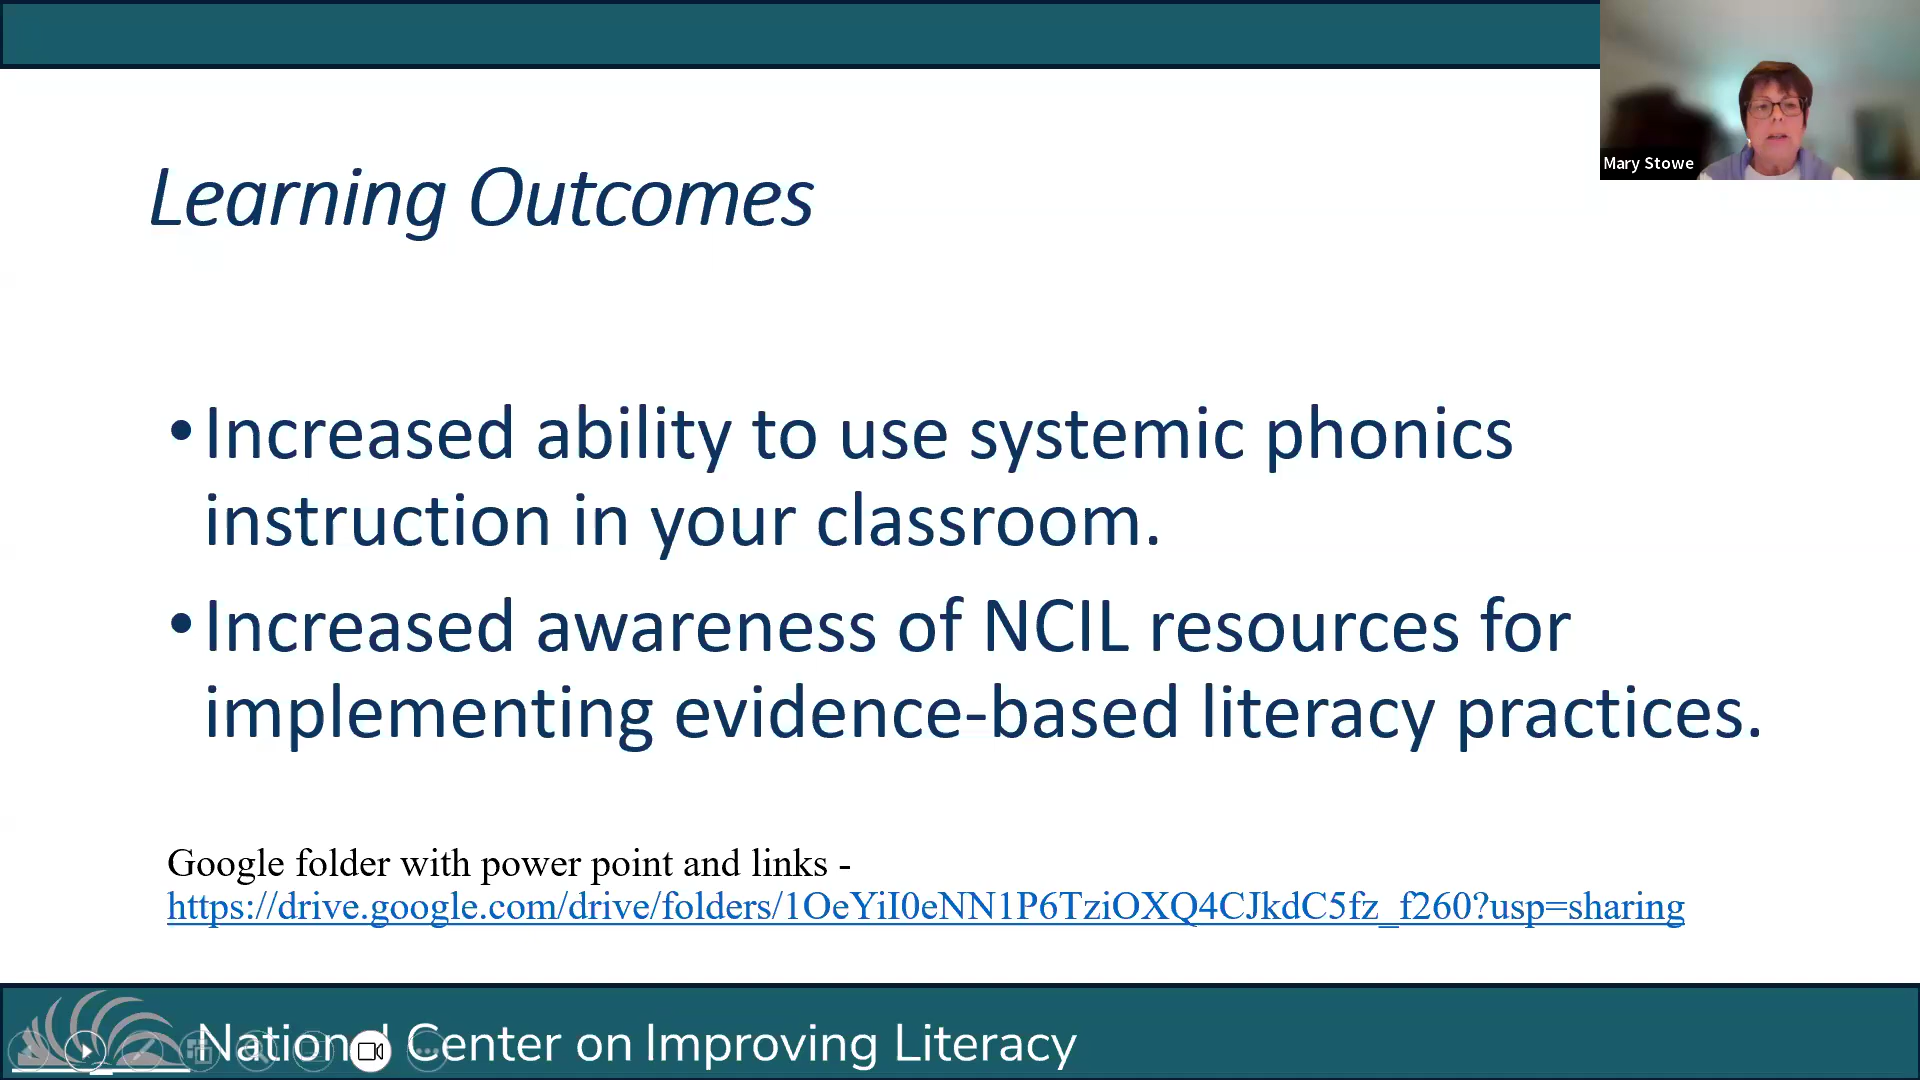 Mary Stowe
Learning Outcomes
•Increased ability to use systemic phonics
instruction in your classroom.
•Increased awareness of NCIL resources for
implementing evidence-based literacy practices.
Google folder with power point and links -
https://drive.google.com/drive/folders/1OeYiI0eNN1P6TziOXQ4CJkdC5fz_f260?usp=sharing
National Center on Improving Literacy